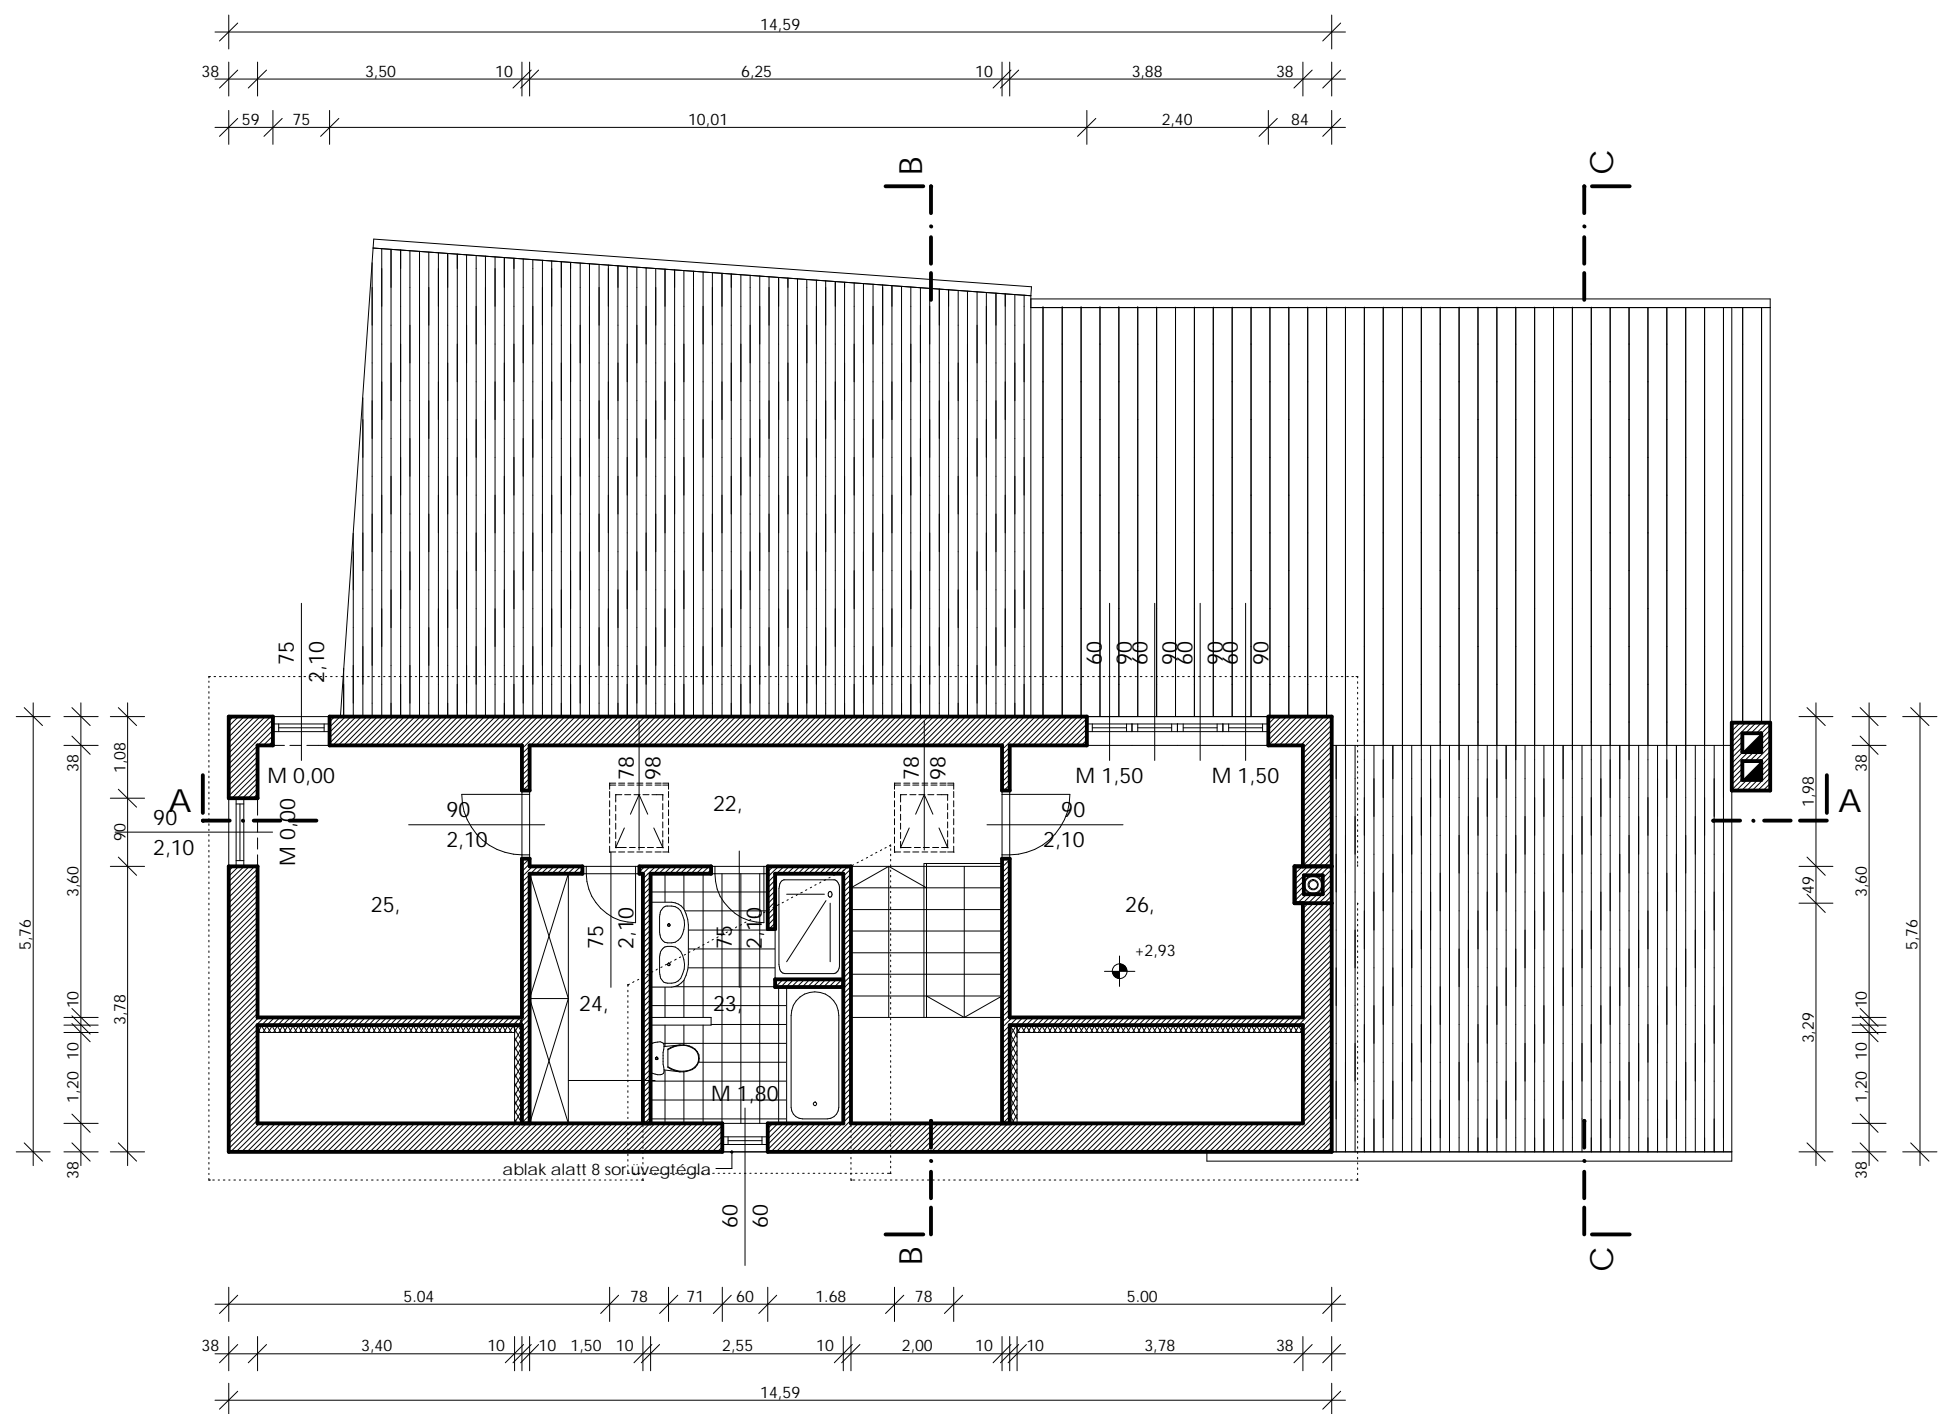 14,59
38 3,50 10 6,25 10 3,88 38
59 75 10,01 2,40 84
B C
75 2,10
60 90 60 90 60 90 60 90
M 0,00
78 98
78 98
M 1,50 M 1,50
A
A
90
2,10
M 0,00
90
2,10
22,
90
2,10
25,
26,
75 2,10
75 2,10
+2,93
24,
23,
M 1,80
ablak alatt 8 sor üvegtégla
60 60
B C
5,76
38 3,60 10 10 1,20 38
1,08 90 3,78
1,98 49 3,29
38 3,60 10 10 1,20 38
5,76
5.04 78 71 60 1.68 78 5.00
38 3,40 10 10 1,50 10 2,55 10 2,00 10 10 3,78 38
14,59